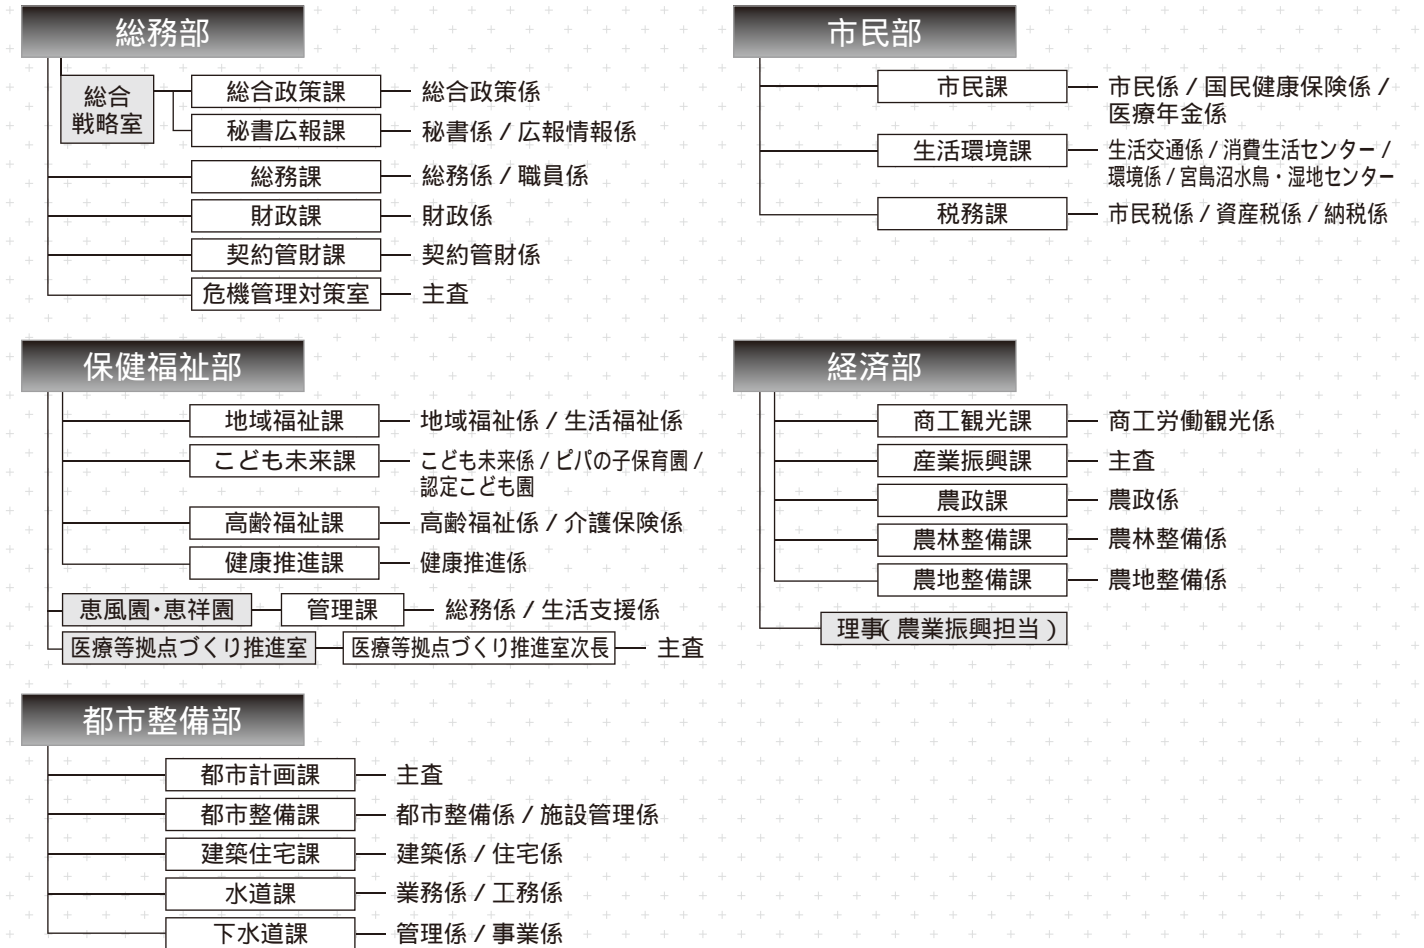 総務部
総合
戦略室
総合政策課
総合政策係
秘書広報課
秘書係 / 広報情報係
総務課
総務係 / 職員係
財政課
財政係
契約管財課
契約管財係
危機管理対策室
主査
市民部
市民課
市民係 / 国民健康保険係 /
医療年金係
生活環境課
生活交通係 / 消費生活センター /
環境係 / 宮島沼水鳥・湿地センター
税務課
市民税係 / 資産税係 / 納税係
保健福祉部
地域福祉課
地域福祉係 / 生活福祉係
こども未来課
こども未来係 / ピパの子保育園 /
認定こども園
高齢福祉課
高齢福祉係 / 介護保険係
健康推進課
健康推進係
恵風園・恵祥園
管理課
総務係 / 生活支援係
医療等拠点づくり推進室
医療等拠点づくり推進室次長
主査
経済部
商工観光課
商工労働観光係
産業振興課
主査
農政課
農政係
農林整備課
農林整備係
農地整備課
農地整備係
理事(農業振興担当)
都市整備部
都市計画課
主査
都市整備課
都市整備係 / 施設管理係
建築住宅課
建築係 / 住宅係
水道課
業務係 / 工務係
下水道課
管理係 / 事業係